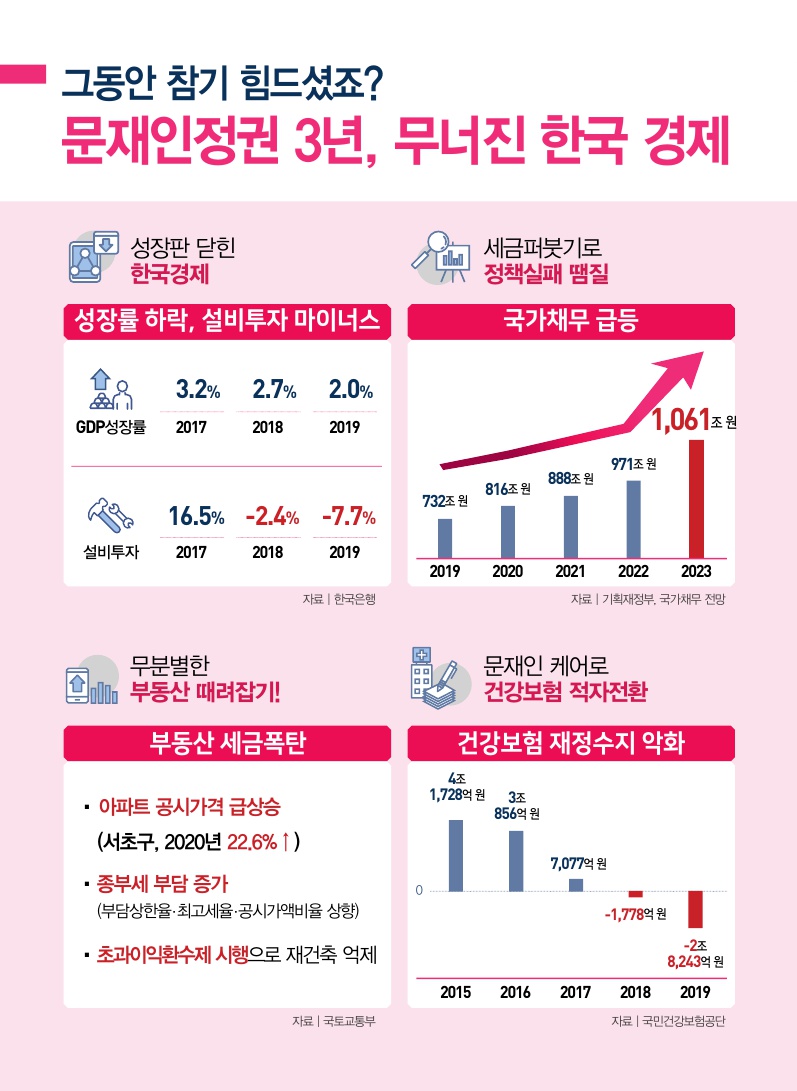 그동안 참기 힘드셨죠?
문재인정권 3년, 무너진 한국 경제
성장판 닫힌
한국경제
성장률 하락, 설비투자 마이너스
3.2% 2.7% 2.0%
GDP성장률 2017 2018 2019
16.5% -2.4% -7.7%
설비투자 2017 2018 2019
자료 | 한국은행
세금퍼붓기로
정책실패 땜질
국가채무 급등
732조 원 816조 원 888조 원 971조 원 1,061조 원
2019 2020 2021 2022 2023
자료 | 기획재정부, 국가채무 전망
무분별한
부동산 때려잡기!
부동산 세금폭탄
· 아파트 공시가격 급상승
(서초구, 2020년 22.6%↑)
· 종부세 부담 증가
(부담상한율·최고세율·공시가액비율 상향)
· 초과이익환수제 시행으로 재건축 억제
자료 | 국토교통부
문재인 케어로
건강보험 적자전환
건강보험 재정수지 악화
4조
1,728억 원
3조
856억 원
7,077억 원
0
-1,778억 원
-2조
8,243억 원
2015 2016 2017 2018 2019
자료 | 국민건강보험공단